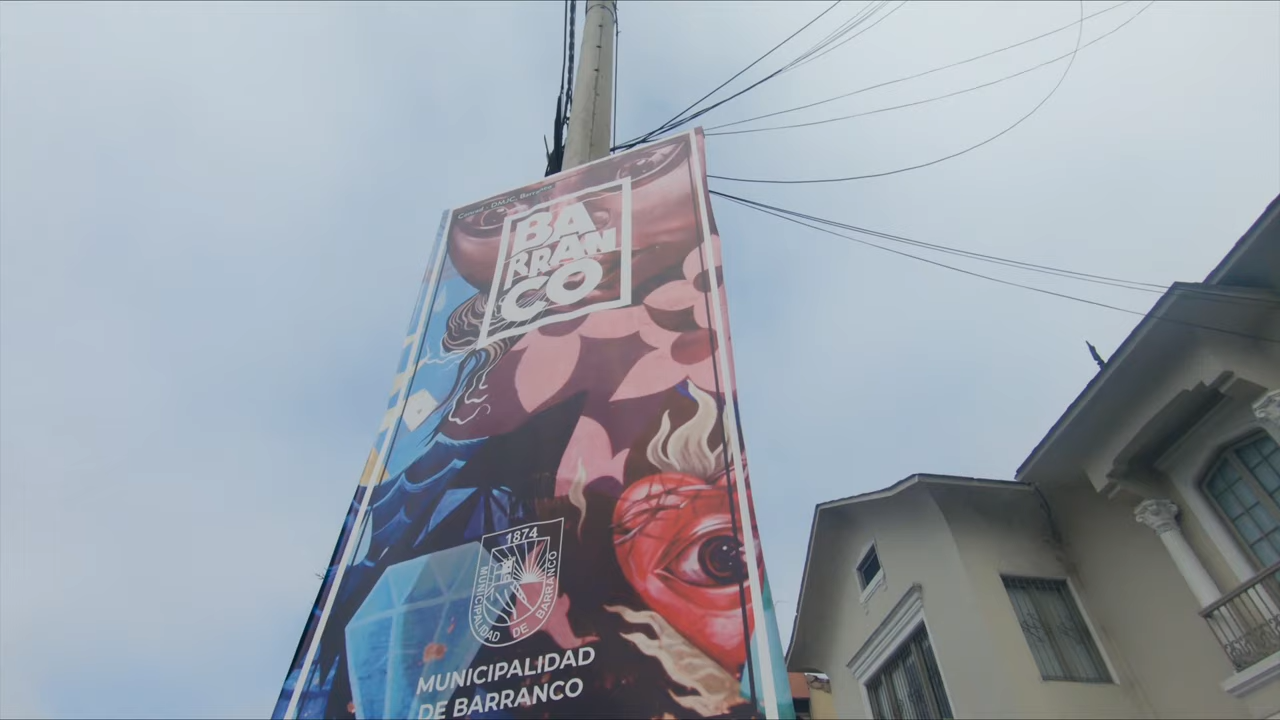 BA
RRAN
CO
1874
MUNICIPALIDAD DE BARRANCO
MUNICIPALIDAD
DE BARRANCO